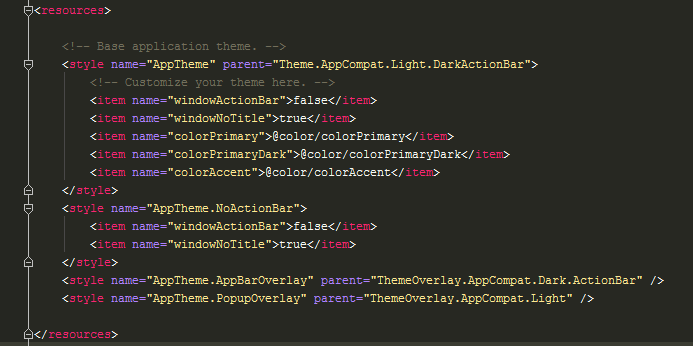 <resources>
<!-- Base application theme. -->
<style name="AppTheme" parent="Theme.AppCompat.Light.DarkActionBar">
<!-- Customize your theme here. -->
<item name="windowActionBar">false</item>
<item name="windowNoTitle">true</item>
<item name="colorPrimary">@color/colorPrimary</item>
<item name="colorPrimaryDark">@color/colorPrimaryDark</item>
<item name="colorAccent">@color/colorAccent</item>
</style>
<style name="AppTheme.NoActionBar">
<item name="windowActionBar">false</item>
<item name="windowNoTitle">true</item>
</style>
<style name="AppTheme.AppBarOverlay" parent="ThemeOverlay.AppCompat.Dark.ActionBar" />
<style name="AppTheme.PopupOverlay" parent="ThemeOverlay.AppCompat.Light" />
</resources>